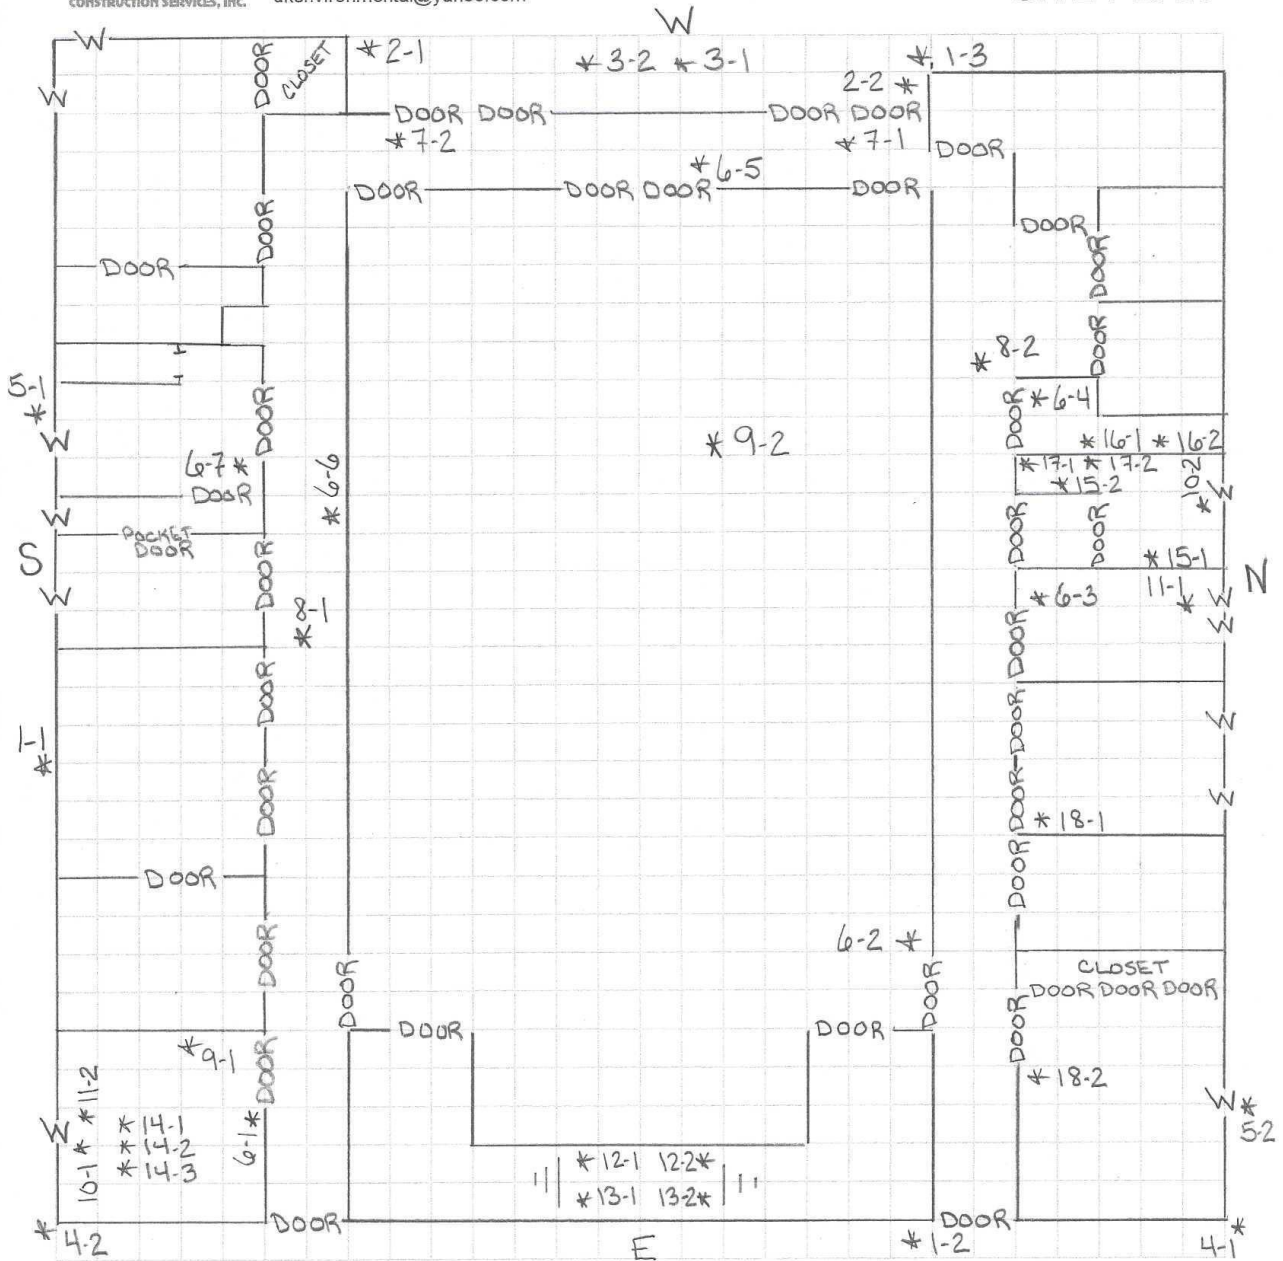 CONSTRUCTION SERVICES, INC.
W
W
DOOR
CLOSET
* 2-1
* 3-2 * 3-1
* 1-3
2-2 *
W
DOOR DOOR
DOOR DOOR
* 7-2
* 7-1
DOOR
* 6-5
DOOR
DOOR DOOR
DOOR
DOOR
DOOR
DOOR
DOOR
DOOR
* 8-2
5-1
*
W
DOOR
DOOR
* 6-4
* 9-2
* 16-1 * 16-2
6-7 *
DOOR
* 6-6
* 17-1 * 17-2
* 15-2
* 10-2
W
W
POCKET
DOOR
DOOR
DOOR
DOOR
S
W
* 15-1
N
* 8-1
* 6-3
11-1
*
W
W
DOOR
DOOR
DOOR
W
1-1
*
DOOR
DOOR
W
* 18-1
DOOR
DOOR
DOOR
6-2 *
CLOSET
DOOR DOOR DOOR
DOOR
DOOR
DOOR
DOOR
DOOR
* 9-1
DOOR
* 18-2
W
10-1 *
* 11-2
* 14-1
* 14-2
* 14-3
6-1 *
W
*
5-2
* 12-1 12-2 *
* 13-1 13-2 *
DOOR
DOOR
* 4-2
E
* 1-2
4-1 *